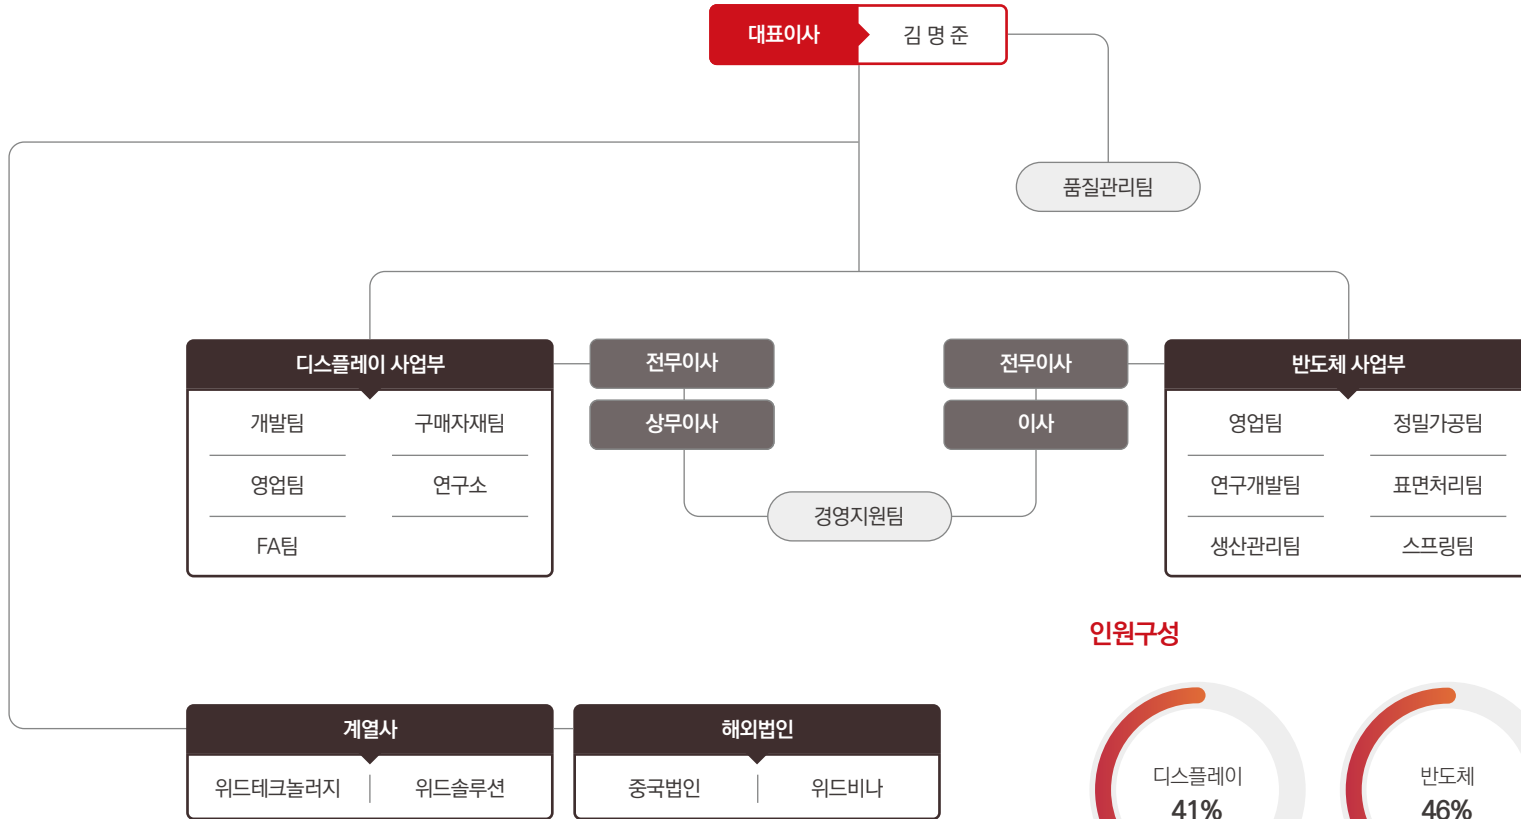 대표이사 김 명 준
품질관리팀
디스플레이 사업부
개발팀 구매자재팀
영업팀 연구소
FA팀
전무이사
상무이사
전무이사
이사
경영지원팀
반도체 사업부
영업팀 정밀가공팀
연구개발팀 표면처리팀
생산관리팀 스프링팀
계열사
위드테크놀러지 위드솔루션
해외법인
중국법인 위드비나
인원구성
디스플레이
41%
반도체
46%